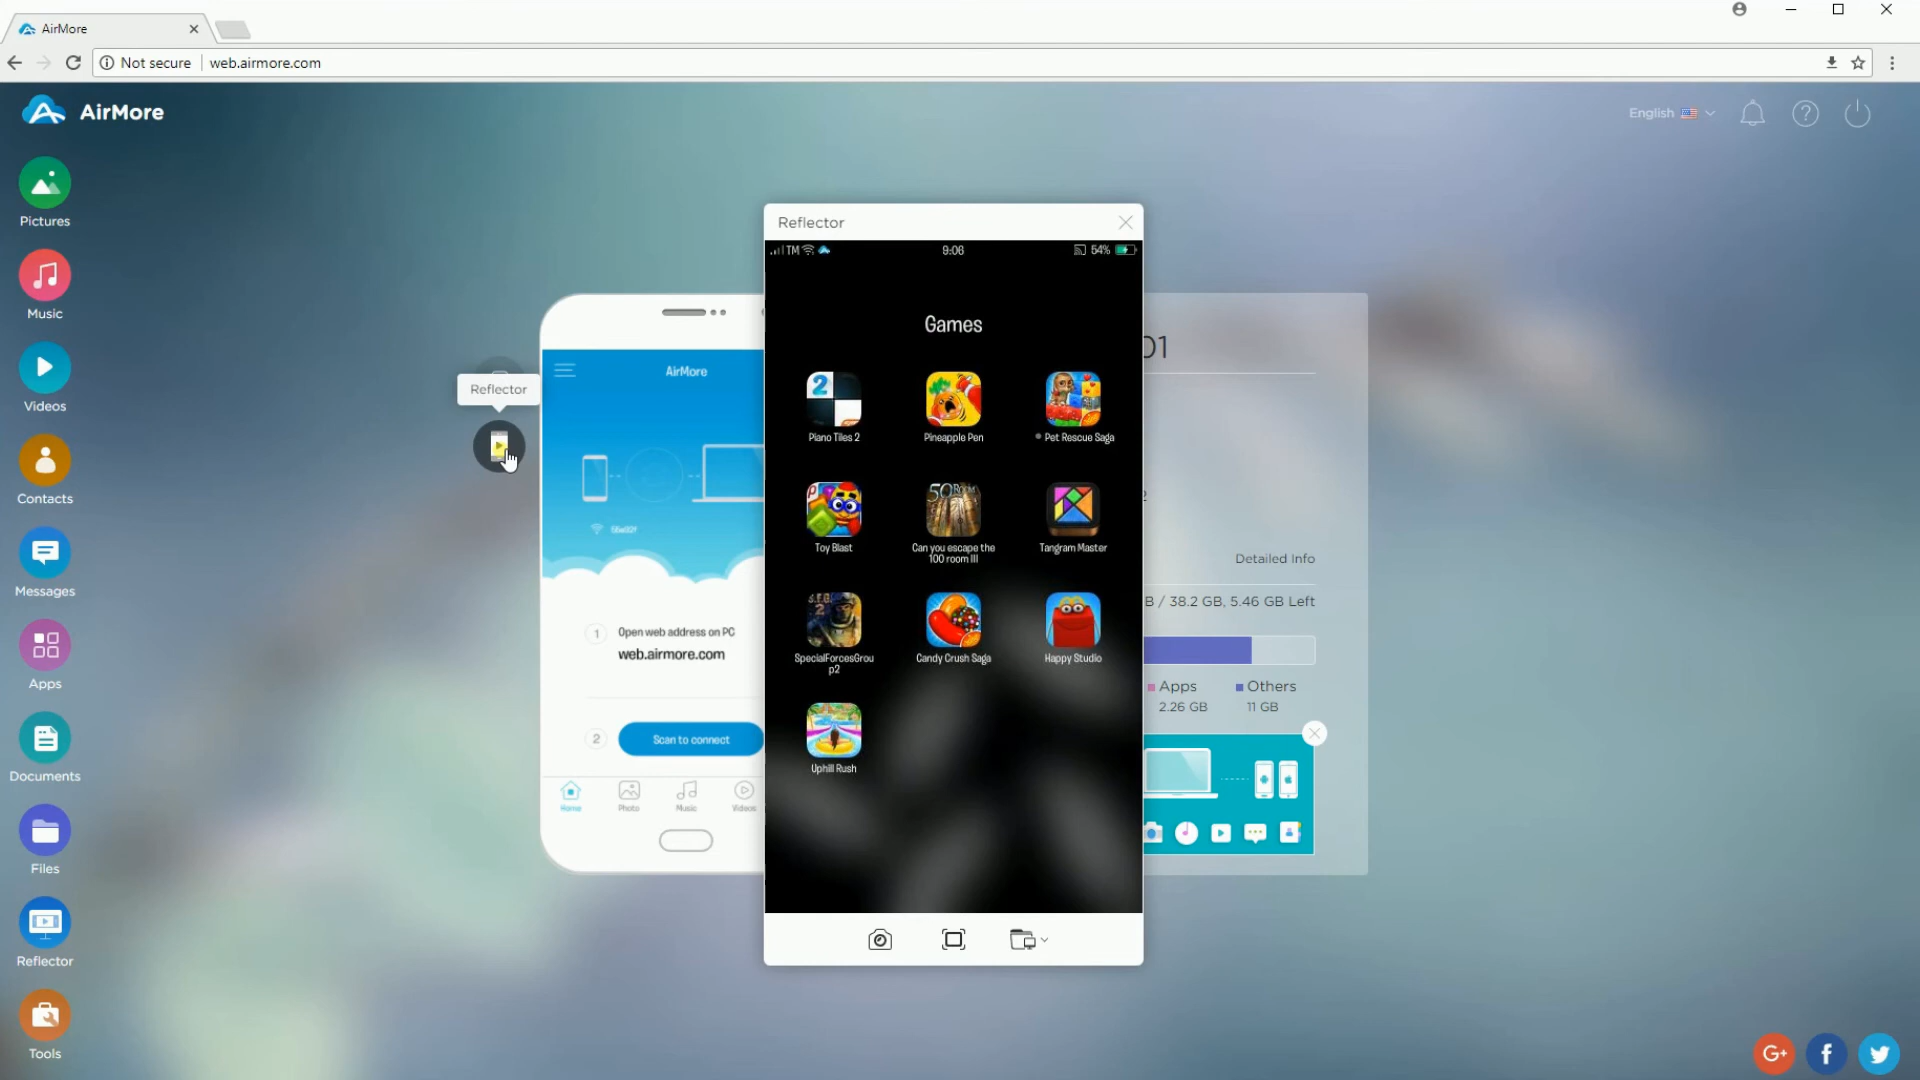 AirMore
Not secure
web.airmore.com
AirMore
English
Pictures
Music
Videos
Contacts
Messages
Apps
Documents
Files
Reflector
Tools
Reflector
AirMore
1
Open web address on PC
web.airmore.com
2
Scan to connect
Home
Photo
Music
Videos
Reflector
TM
9:06
54%
Games
Piano Tiles 2
Pineapple Pen
Pet Rescue Saga
Toy Blast
Can you escape the
100 room III
Tangram Master
SpecialForcesGrou
p2
Candy Crush Saga
Happy Studio
Uphill Rush
01
Detailed Info
B / 38.2 GB, 5.46 GB Left
Apps
2.26 GB
Others
11 GB
G+
f